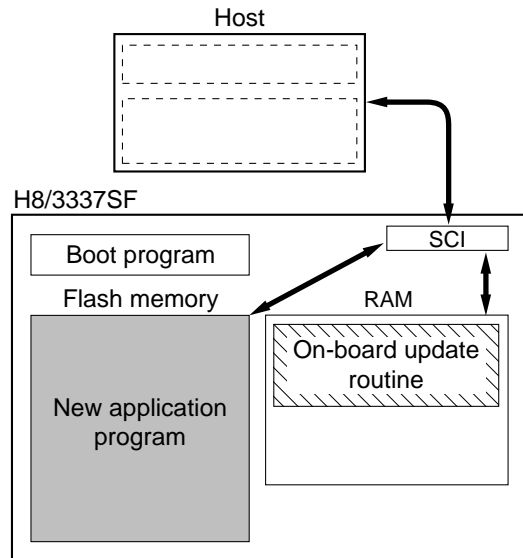 Host
H8/3337SF
SCI
Boot program
Flash memory
RAM
On-board update
routine
New application
program